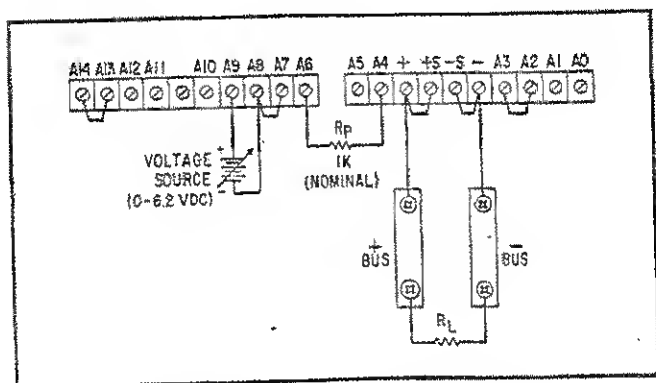 A14 A13 A12 A11 A10 A9 A8 A7 A6 A5 A4 + +S -S - A3 A2 A1 A0
RP
1K
(NOMINAL)
+
VOLTAGE
SOURCE
-
(0-6.2 VDC)
+
BUS
-
BUS
RL